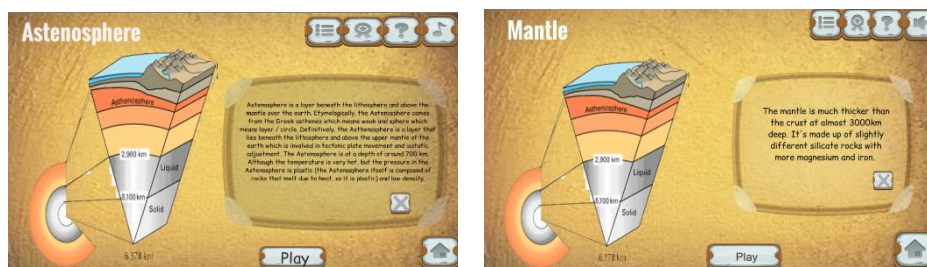 Astenosphere
Asthenosphere
2,900 km
Liquid
5,100 km
Solid
6.378 km
Astenosphere is a layer beneath the lithosphere and above the
mantle over the earth. Etymologically, the Astenosphere comes
from the Greek asthenes which means weak and sphere which
means layer / circle. Definitively, the Asthenosphere is a layer that
lies beneath the lithosphere and above the upper mantle of the
earth which is involved in tectonic plate movement and isotatic
adjustment. The Astenosphere is at a depth of around 700 km.
Although the temperature is very hot, but the pressure in the
Astenosphere is plastic (the Astenosphere itself is composed of
rocks that melt due to heat, so it is plastic) and low density.
Play
Mantle
Asthenosphere
2,900 km
Liquid
5,100 km
Solid
6.378 km
The mantle is much thicker than
the crust at almost 3000km
deep. It's made up of slightly
different silicate rocks with
more magnesium and iron.
Play